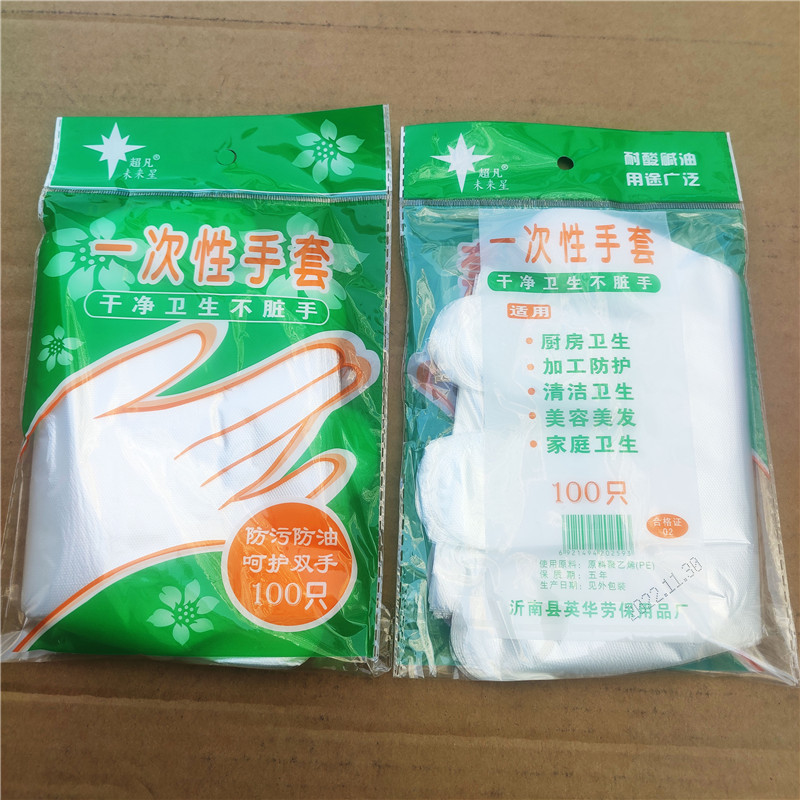 超凡®
未来星
一次性手套
干净卫生不脏手
防污防油
呵护双手
100只
超凡®
未来星
耐酸碱油
用途广泛
一次性手套
干净卫生不脏手
适用
·厨房卫生
·加工防护
·清洁卫生
·美容美发
·家庭卫生
100只
合格证
02
使用原料：原料聚乙烯(PE)
保质期：五年
生产日期：见外包装
2022.11.30
沂南县英华劳保用品厂